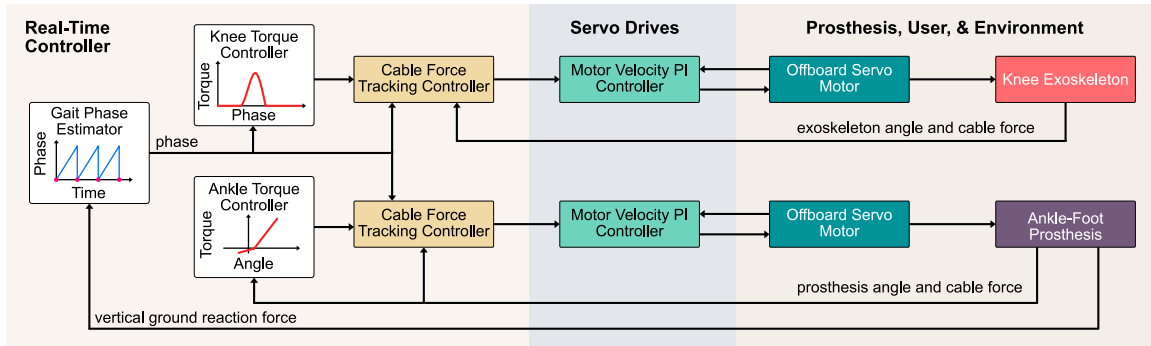 Real-Time
Controller
Servo Drives
Prosthesis, User, & Environment
Knee Torque
Controller
Torque
Phase
Cable Force
Tracking Controller
Motor Velocity PI
Controller
Offboard Servo
Motor
Knee Exoskeleton
exoskeleton angle and cable force
Gait Phase
Estimator
Phase
Time
phase
Ankle Torque
Controller
Torque
Angle
Cable Force
Tracking Controller
Motor Velocity PI
Controller
Offboard Servo
Motor
Ankle-Foot
Prosthesis
prosthesis angle and cable force
vertical ground reaction force